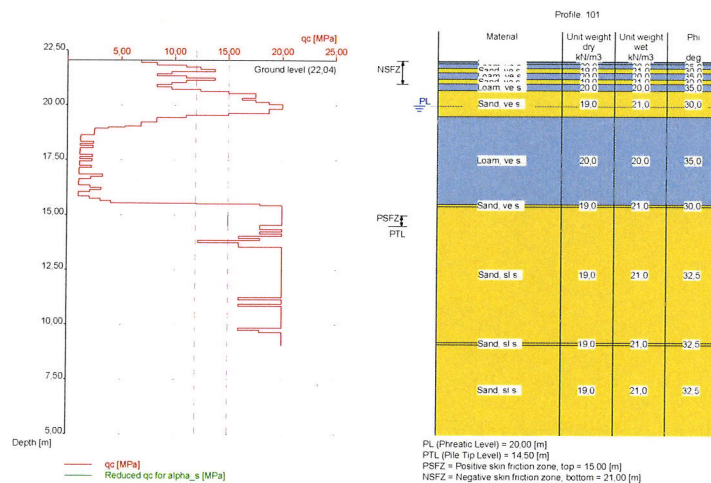 Profile: 101
qc [MPa]
5,00 10,00 15,00 20,00 25,00
22,50
Ground level (22,04)
20,00
17,50
15,00
12,50
10,00
7,50
5,00
Depth [m]
qc [MPa]
Reduced qc for alpha_s [MPa]
Material Unit weight dry kN/m3 Unit weight wet kN/m3 Phi deg
NSFZ
Loam, ve s 20,0 20,0
PL
Sand, ve s 19,0 21,0 30,0
Loam, ve s 20,0 20,0 35,0
Sand, ve s 19,0 21,0 30,0
PSFZ
PTL
Sand, sl s 19,0 21,0 32,5
Sand, sl s 19,0 21,0 32,5
Sand, sl s 19,0 21,0 32,5
PL (Phreatic Level) = 20,00 [m]
PTL (Pile Tip Level) = 14,50 [m]
PSFZ = Positive skin friction zone, top = 15,00 [m]
NSFZ = Negative skin friction zone, bottom = 21,00 [m]